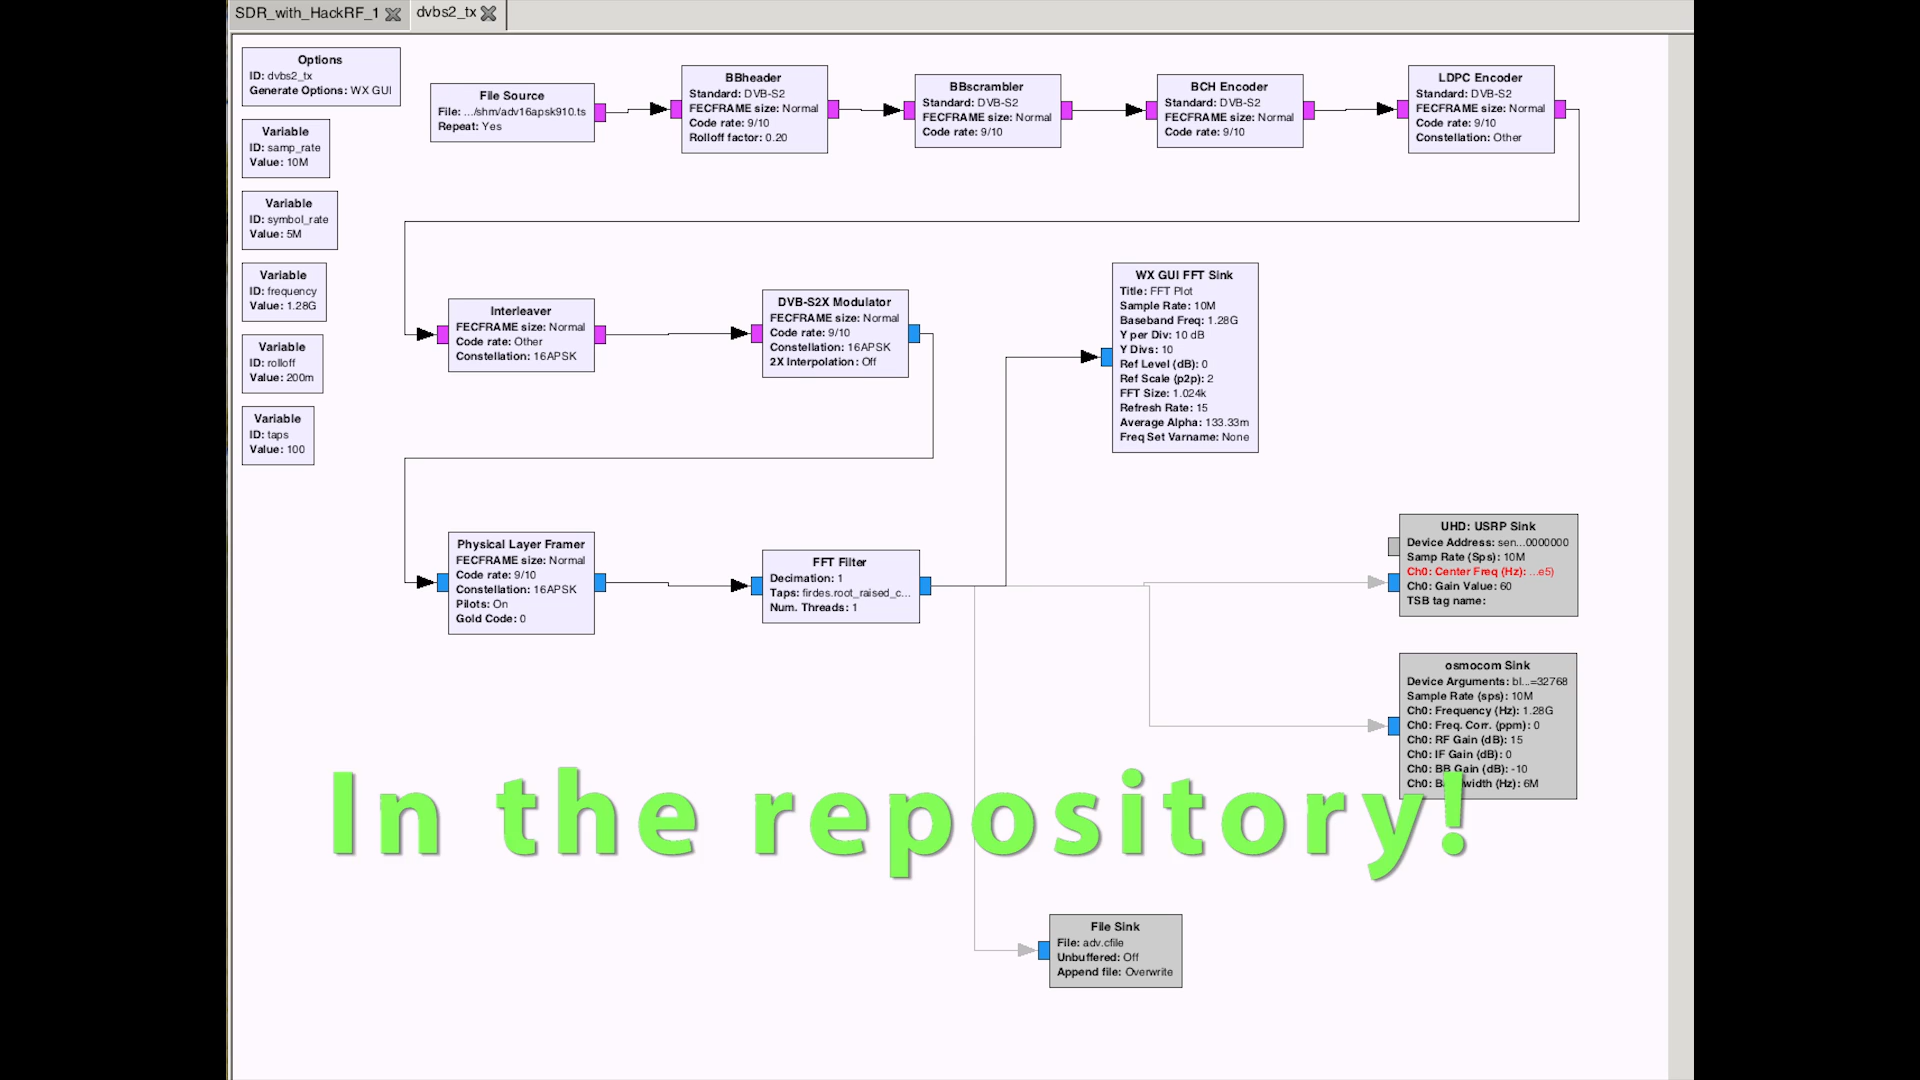 SDR_with_HackRF_1
dvbs2_tx
Options
ID: dvbs2_tx
Generate Options: WX GUI
Variable
ID: samp_rate
Value: 10M
Variable
ID: symbol_rate
Value: 5M
Variable
ID: frequency
Value: 1.28G
Variable
ID: rolloff
Value: 200m
Variable
ID: taps
Value: 100
File Source
File: .../shm/adv16apsk910.ts
Repeat: Yes
BBheader
Standard: DVB-S2
FECFRAME size: Normal
Code rate: 9/10
Rolloff factor: 0.20
BBscrambler
Standard: DVB-S2
FECFRAME size: Normal
Code rate: 9/10
BCH Encoder
Standard: DVB-S2
FECFRAME size: Normal
Code rate: 9/10
LDPC Encoder
Standard: DVB-S2
FECFRAME size: Normal
Code rate: 9/10
Constellation: Other
Interleaver
FECFRAME size: Normal
Code rate: Other
Constellation: 16APSK
DVB-S2X Modulator
FECFRAME size: Normal
Code rate: 9/10
Constellation: 16APSK
2X Interpolation: Off
WX GUI FFT Sink
Title: FFT Plot
Sample Rate: 10M
Baseband Freq: 1.28G
Y per Div: 10 dB
Y Divs: 10
Ref Level (dB): 0
Ref Scale (p2p): 2
FFT Size: 1.024k
Refresh Rate: 15
Average Alpha: 133.33m
Freq Set Varname: None
Physical Layer Framer
FECFRAME size: Normal
Code rate: 9/10
Constellation: 16APSK
Pilots: On
Gold Code: 0
FFT Filter
Decimation: 1
Taps: firdes.root_raised_c...
Num. Threads: 1
UHD: USRP Sink
Device Address: sen...0000000
Samp Rate (Sps): 10M
Ch0: Center Freq (Hz): ...e5)
Ch0: Gain Value: 60
TSB tag name:
osmocom Sink
Device Arguments: bl...=32768
Sample Rate (sps): 10M
Ch0: Frequency (Hz): 1.28G
Ch0: Freq. Corr. (ppm): 0
Ch0: RF Gain (dB): 15
Ch0: IF Gain (dB): 0
Ch0: BB Gain (dB): -10
Ch0: Bandwidth (Hz): 6M
In the repository!
File Sink
File: adv.cfile
Unbuffered: Off
Append file: Overwrite